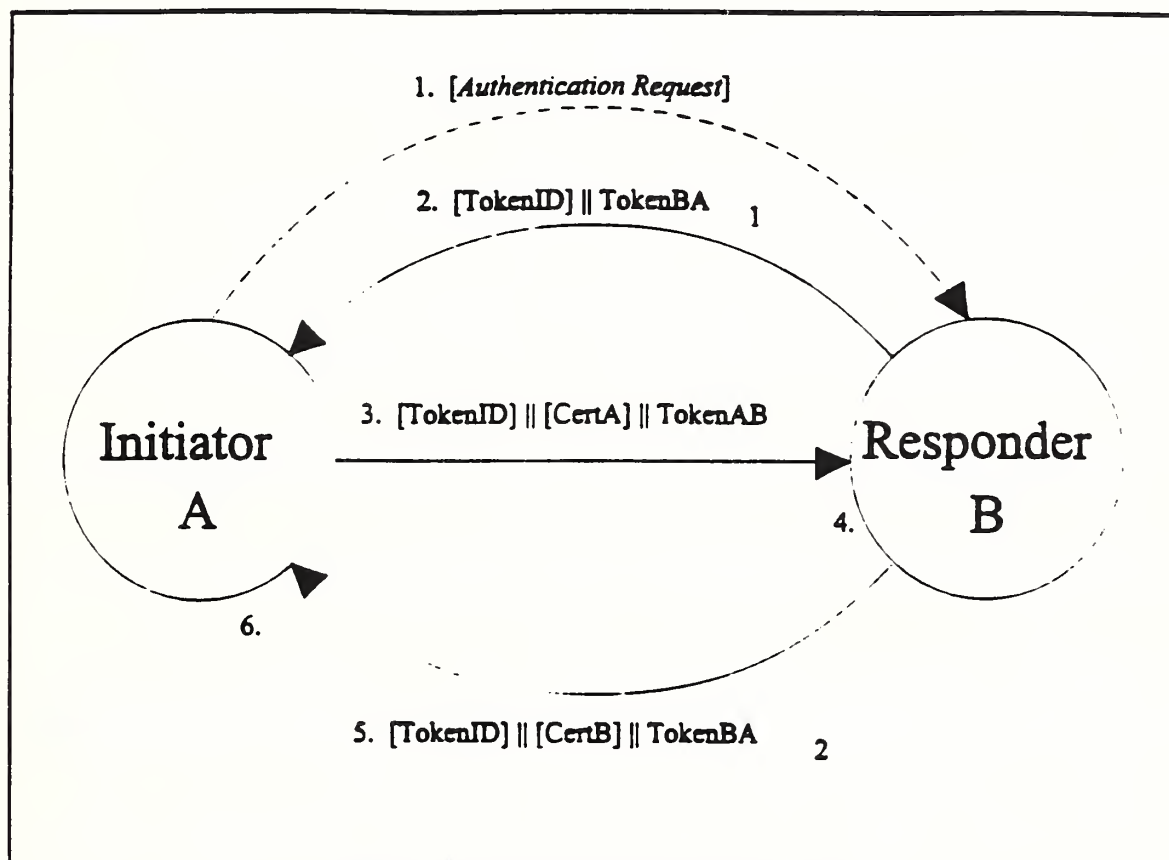 1. [Authentication Request]
2. [TokenID] || TokenBA 1
3. [TokenID] || [CertA] || TokenAB
Initiator
A
Responder
B
4.
6.
5. [TokenID] || [CertB] || TokenBA 2